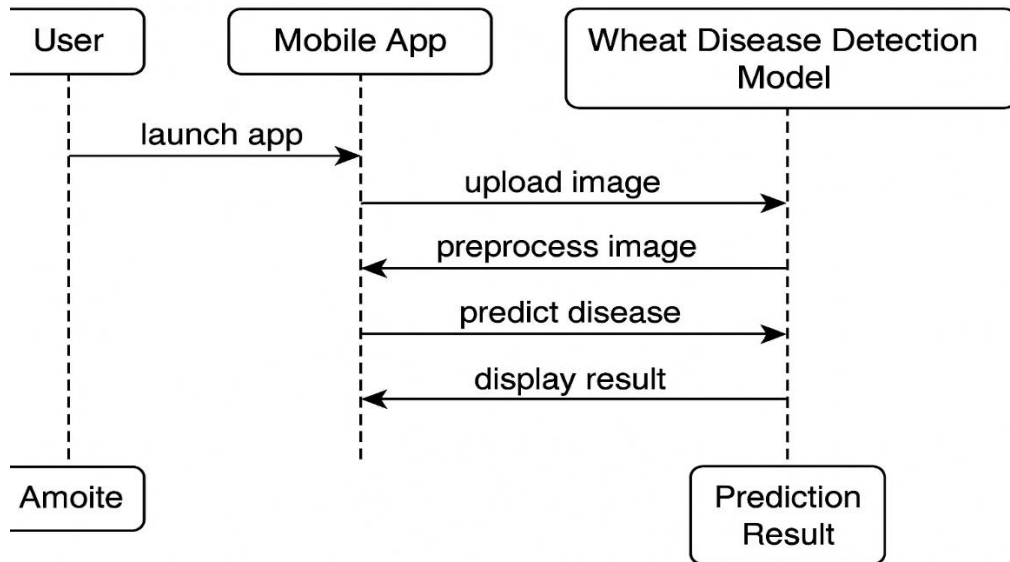 User
Mobile App
Wheat Disease Detection
Model
launch app
upload image
preprocess image
predict disease
display result
Amoite
Prediction
Result